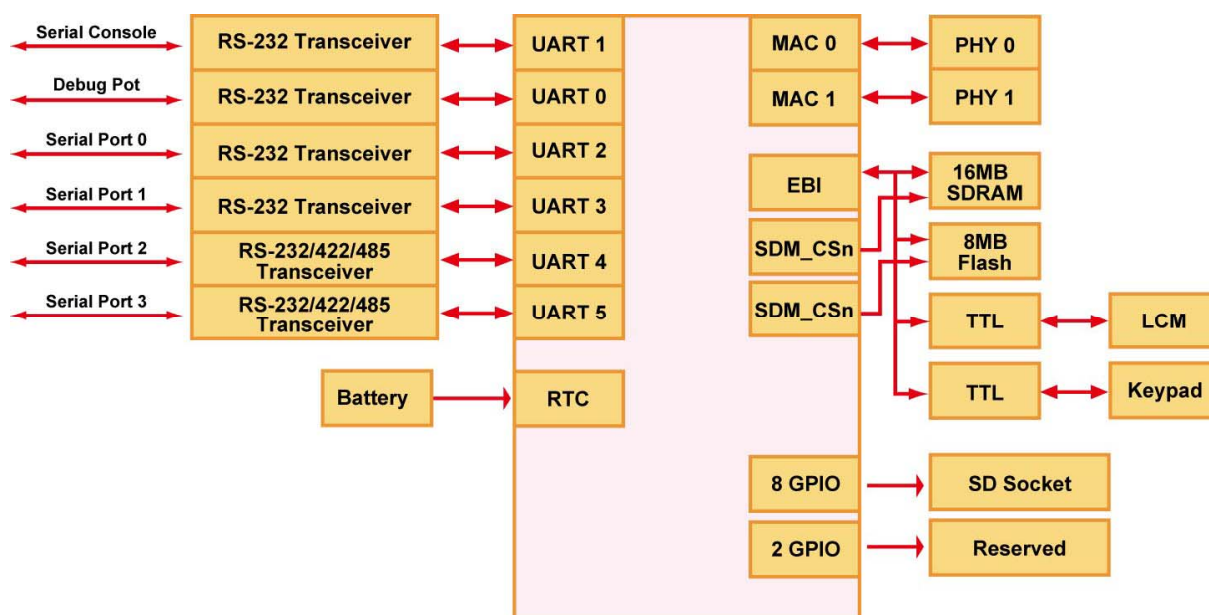 Serial Console
RS-232 Transceiver
UART 1
MAC 0
PHY 0
Debug Pot
RS-232 Transceiver
UART 0
MAC 1
PHY 1
Serial Port 0
RS-232 Transceiver
UART 2
EBI
16MB
SDRAM
Serial Port 1
RS-232 Transceiver
UART 3
SDM_CSn
8MB
Flash
Serial Port 2
RS-232/422/485
Transceiver
UART 4
Serial Port 3
RS-232/422/485
Transceiver
UART 5
SDM_CSn
TTL
LCM
Battery
RTC
TTL
Keypad
8 GPIO
SD Socket
2 GPIO
Reserved